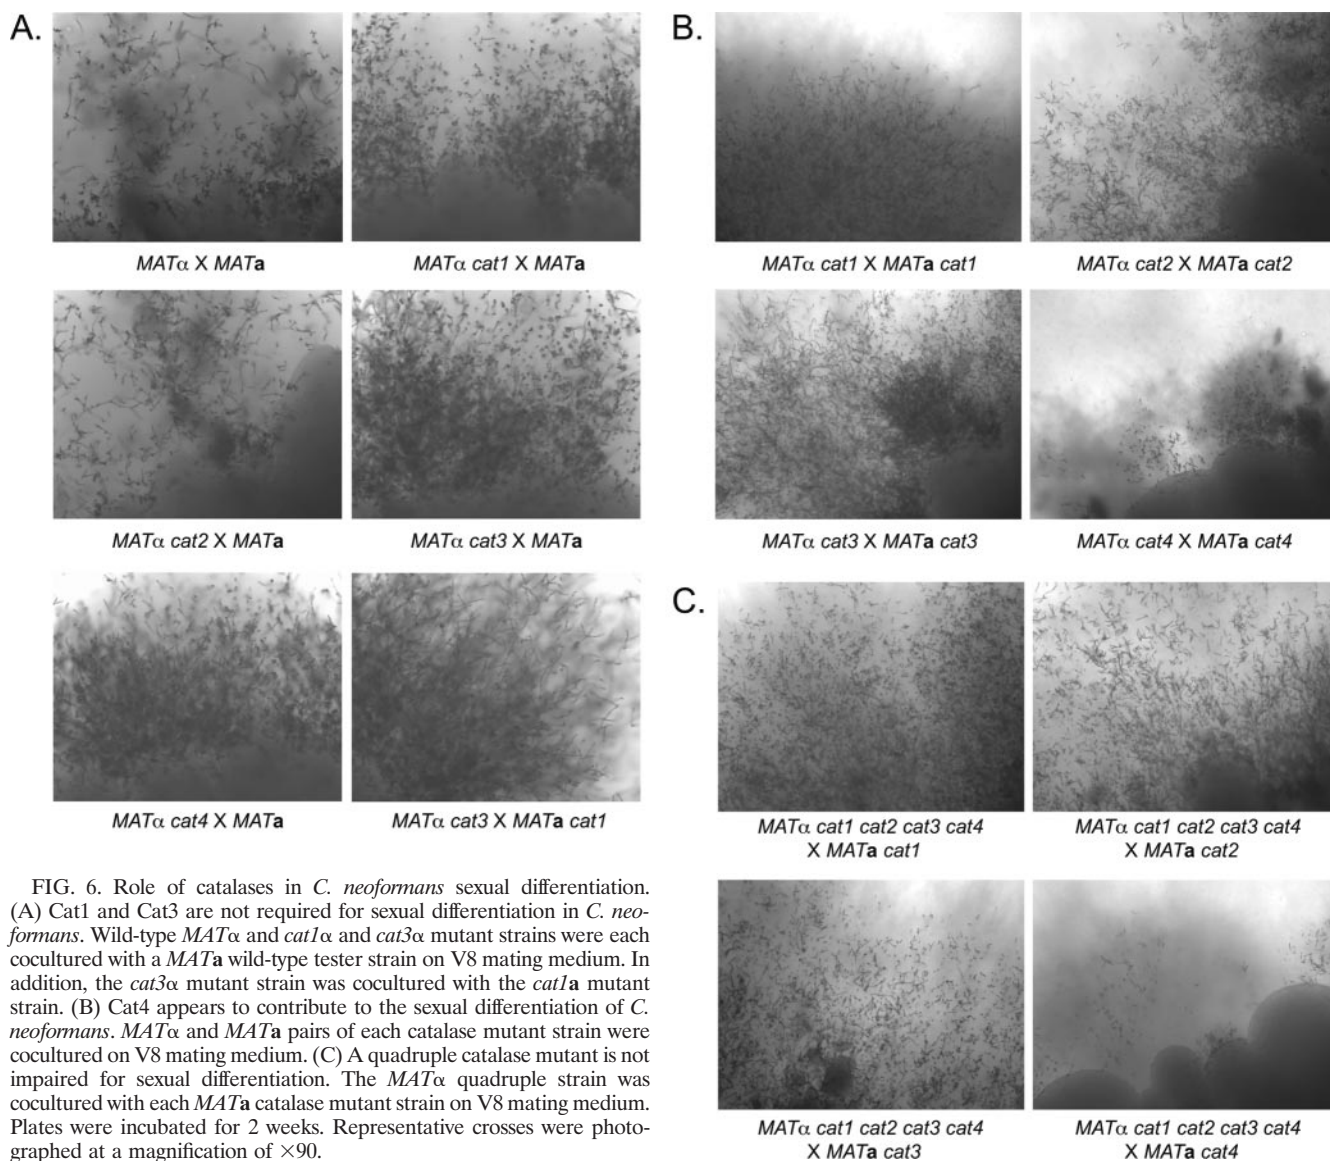 A.
MATα X MATa
MATα cat1 X MATa
MATα cat2 X MATa
MATα cat3 X MATa
MATα cat4 X MATa
MATα cat3 X MATa cat1
B.
MATα cat1 X MATa cat1
MATα cat2 X MATa cat2
MATα cat3 X MATa cat3
MATα cat4 X MATa cat4
C.
MATα cat1 cat2 cat3 cat4
X MATa cat1
MATα cat1 cat2 cat3 cat4
X MATa cat2
MATα cat1 cat2 cat3 cat4
X MATa cat3
MATα cat1 cat2 cat3 cat4
X MATa cat4
FIG. 6. Role of catalases in C. neoformans sexual differentiation.
(A) Cat1 and Cat3 are not required for sexual differentiation in C. neo-
formans. Wild-type MATα and cat1α and cat3α mutant strains were each
cocultured with a MATa wild-type tester strain on V8 mating medium. In
addition, the cat3α mutant strain was cocultured with the cat1a mutant
strain. (B) Cat4 appears to contribute to the sexual differentiation of C.
neoformans. MATα and MATa pairs of each catalase mutant strain were
cocultured on V8 mating medium. (C) A quadruple catalase mutant is not
impaired for sexual differentiation. The MATα quadruple strain was
cocultured with each MATa catalase mutant strain on V8 mating medium.
Plates were incubated for 2 weeks. Representative crosses were photo-
graphed at a magnification of ×90.